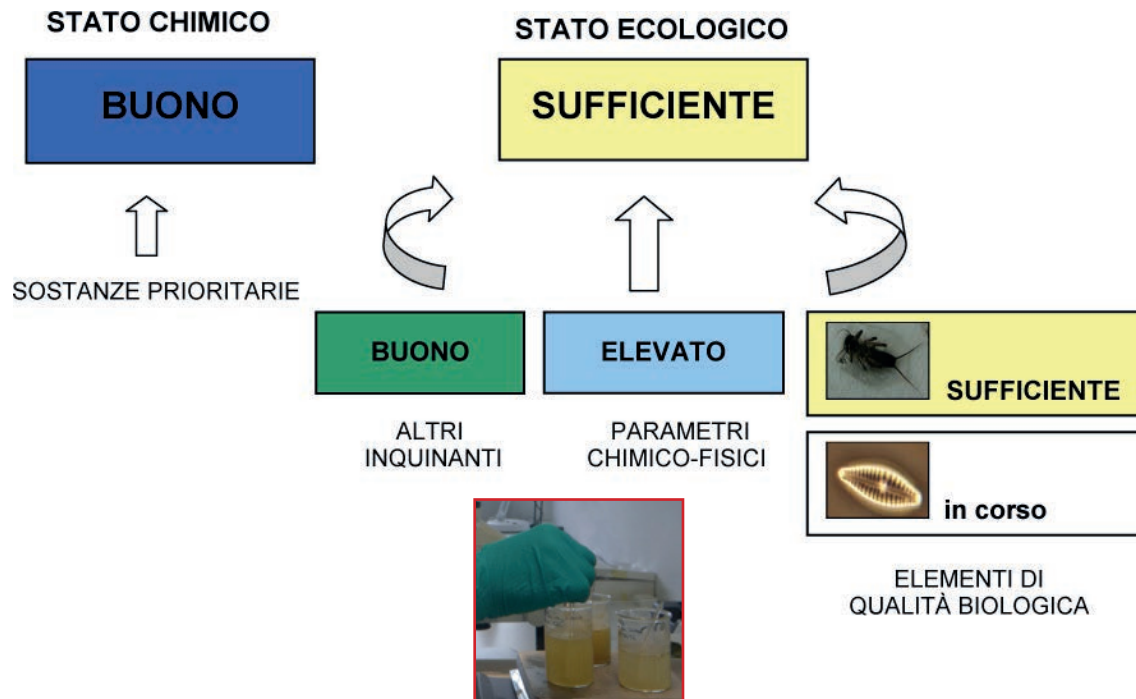 STATO CHIMICO
STATO ECOLOGICO
BUONO
SUFFICIENTE
SOSTANZE PRIORITARIE
BUONO
ELEVATO
SUFFICIENTE
ALTRI
INQUINANTI
PARAMETRI
CHIMICO-FISICI
in corso
ELEMENTI DI
QUALITÀ BIOLOGICA